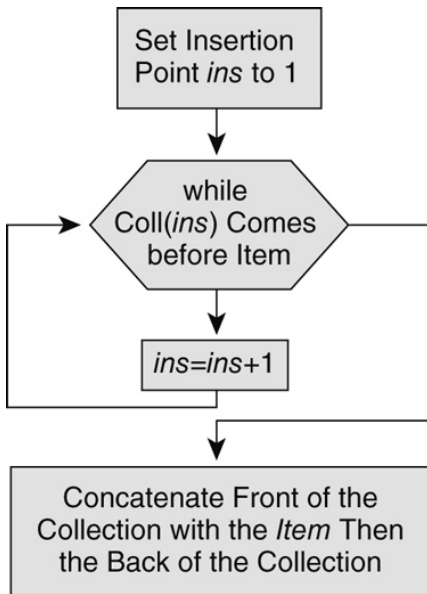 Set Insertion
Point ins to 1
while
Coll(ins) Comes
before Item
ins=ins+1
Concatenate Front of the
Collection with the Item Then
the Back of the Collection